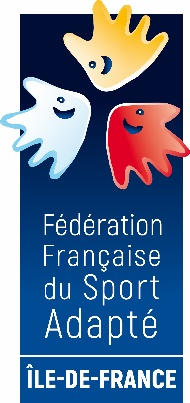 Fédération
Française
du Sport
Adapté
ÎLE-DE-FRANCE